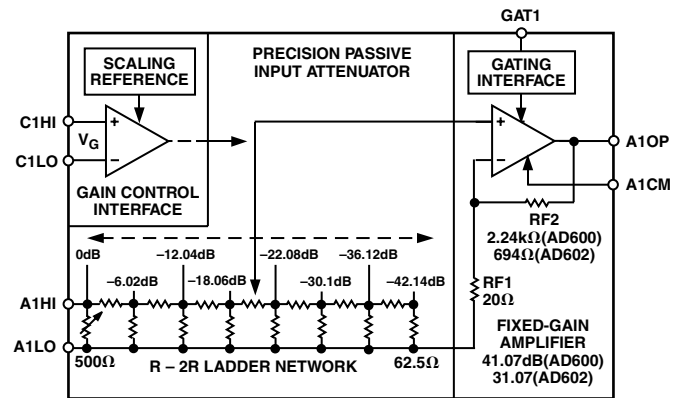 GAT1
SCALING
REFERENCE
PRECISION PASSIVE
INPUT ATTENUATOR
GATING
INTERFACE
C1HI
+
VG
C1LO
–
GAIN CONTROL
INTERFACE
+
–
A1OP
A1CM
RF2
2.24kΩ(AD600)
694Ω(AD602)
0dB
–6.02dB
–12.04dB
–18.06dB
–22.08dB
–30.1dB
–36.12dB
–42.14dB
RF1
20Ω
A1HI
A1LO
500Ω
R – 2R LADDER NETWORK
62.5Ω
FIXED-GAIN
AMPLIFIER
41.07dB(AD600)
31.07(AD602)